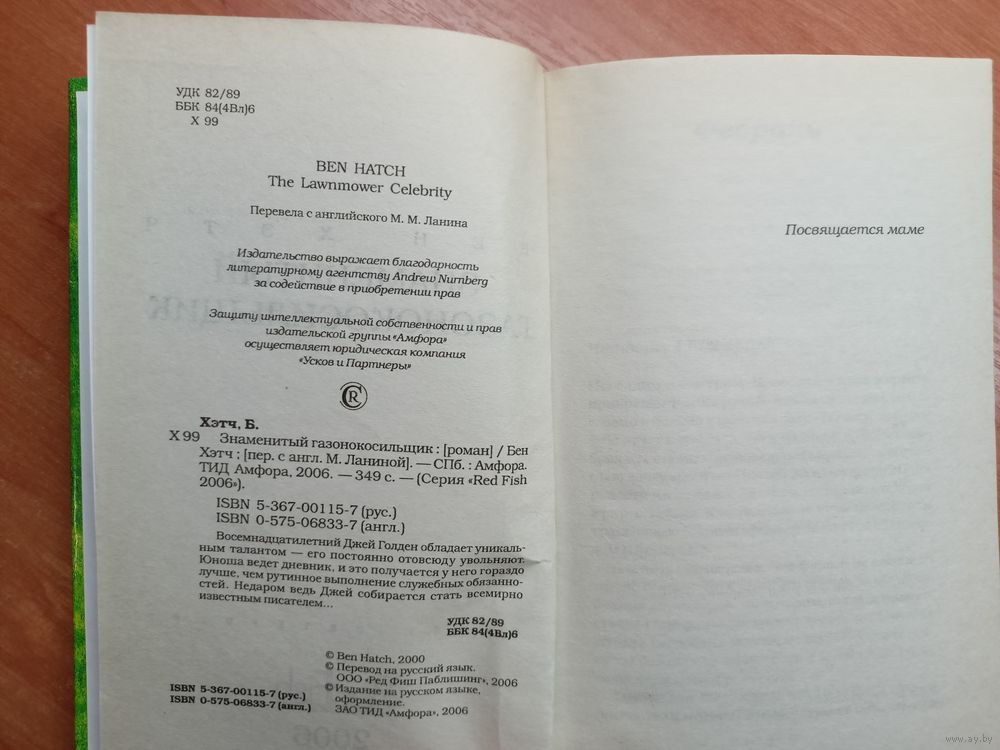 УДК 82/89
ББК 84(4Вл)6
Х 99
BEN HATCH
The Lawnmower Celebrity
Перевела с английского М. М. Ланина
Издательство выражает благодарность
литературному агентству Andrew Nurnberg
за содействие в приобретении прав
Защиту интеллектуальной собственности и прав
издательской группы «Амфора»
осуществляет юридическая компания
«Усков и Партнеры»
Хэтч, Б.
Х 99 Знаменитый газонокосильщик : [роман] / Бен
Хэтч : [пер. с англ. М. Ланиной]. — СПб. : Амфора.
ТИД Амфора, 2006. — 349 с. — (Серия «Red Fish
2006»).
ISBN 5-367-00115-7 (рус.)
ISBN 0-575-06833-7 (англ.)
Восемнадцатилетний Джей Голден обладает уникаль-
ным талантом — его постоянно отовсюду увольняют.
Юноша ведет дневник, и это получается у него гораздо
лучше, чем рутинное выполнение служебных обязанно-
стей. Недаром ведь Джей собирается стать всемирно
известным писателем...
УДК 82/89
ББК 84(4Вл)6
© Ben Hatch, 2000
© Перевод на русский язык.
ООО «Ред Фиш Паблишинг», 2006
© Издание на русском языке,
оформление.
ЗАО ТИД «Амфора», 2006
ISBN 5-367-00115-7 (рус.)
ISBN 0-575-06833-7 (англ.)
Посвящается маме
www.ay.by